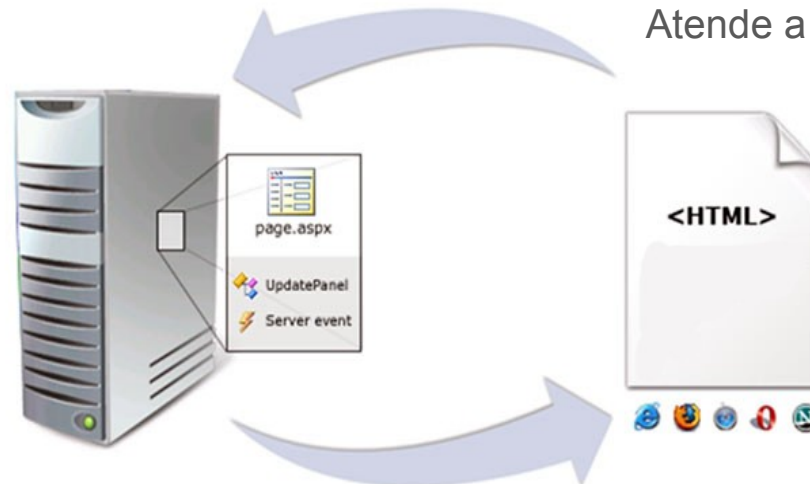 Atende a
<HTML>
page.aspx
UpdatePanel
Server event